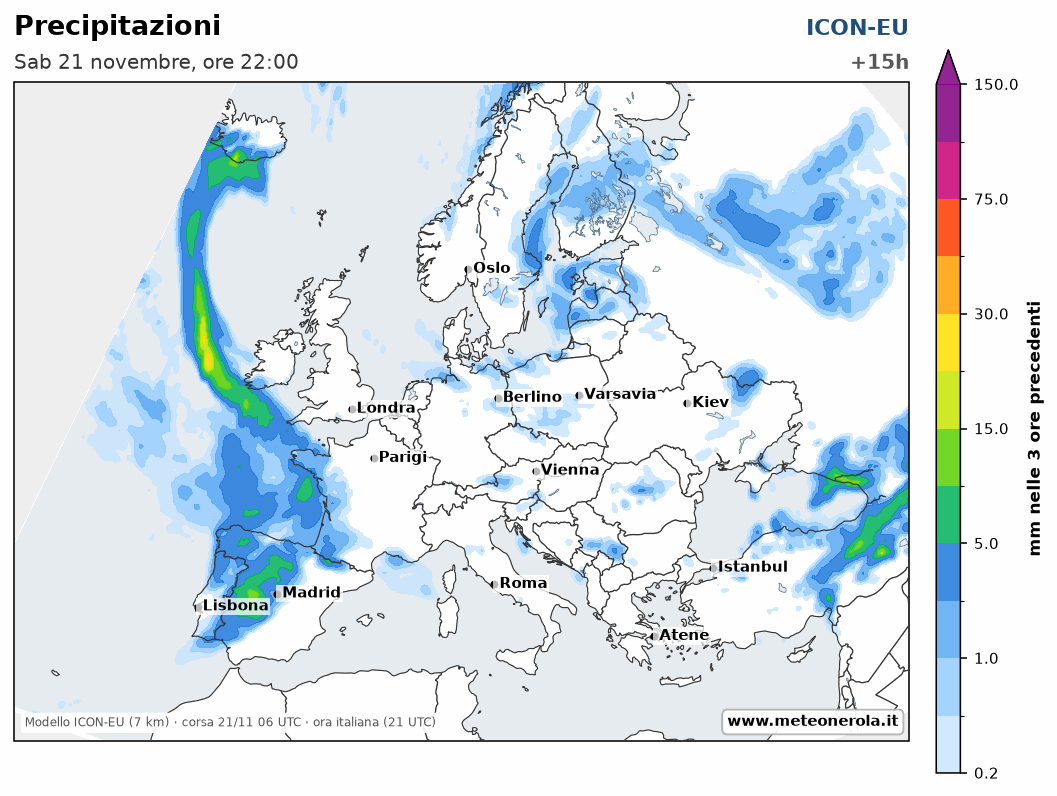 Precipitazioni
ICON-EU
Sab 21 novembre, ore 22:00
+15h
150.0
75.0
30.0
15.0
5.0
1.0
0.2
mm nelle 3 ore precedenti
Oslo
Londra
Berlino
Varsavia
Kiev
Parigi
Vienna
Istanbul
Roma
Madrid
Lisbona
Atene
Modello ICON-EU (7 km) · corsa 21/11 06 UTC · ora italiana (21 UTC)
www.meteonerola.it